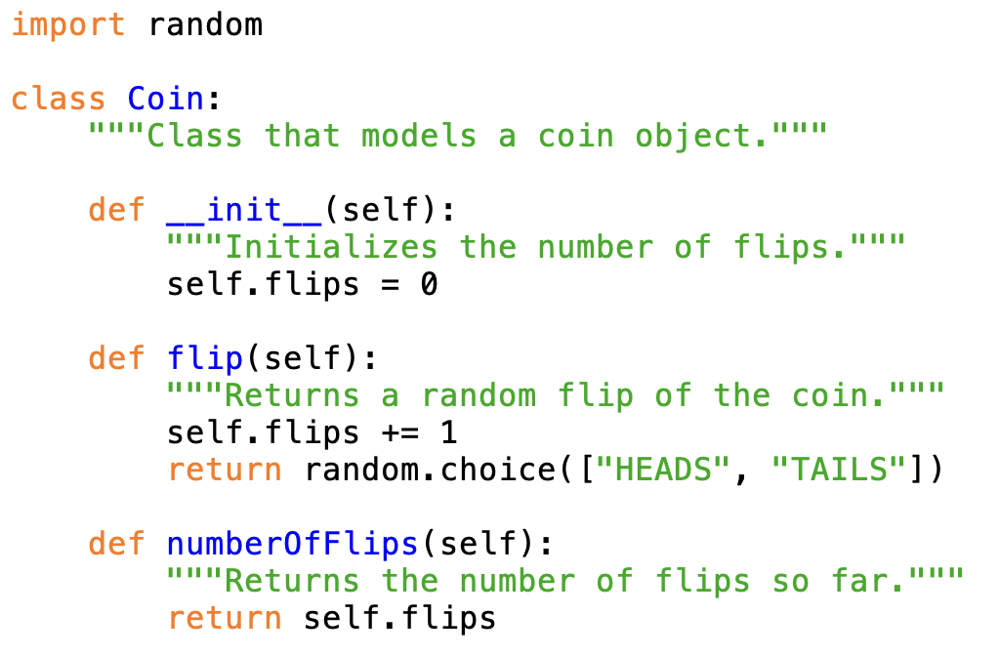 import random
class Coin:
    """Class that models a coin object."""
    def __init__(self):
        """Initializes the number of flips."""
        self.flips = 0
    def flip(self):
        """Returns a random flip of the coin."""
        self.flips += 1
        return random.choice(["HEADS", "TAILS"])
    def numberOfFlips(self):
        """Returns the number of flips so far."""
        return self.flips